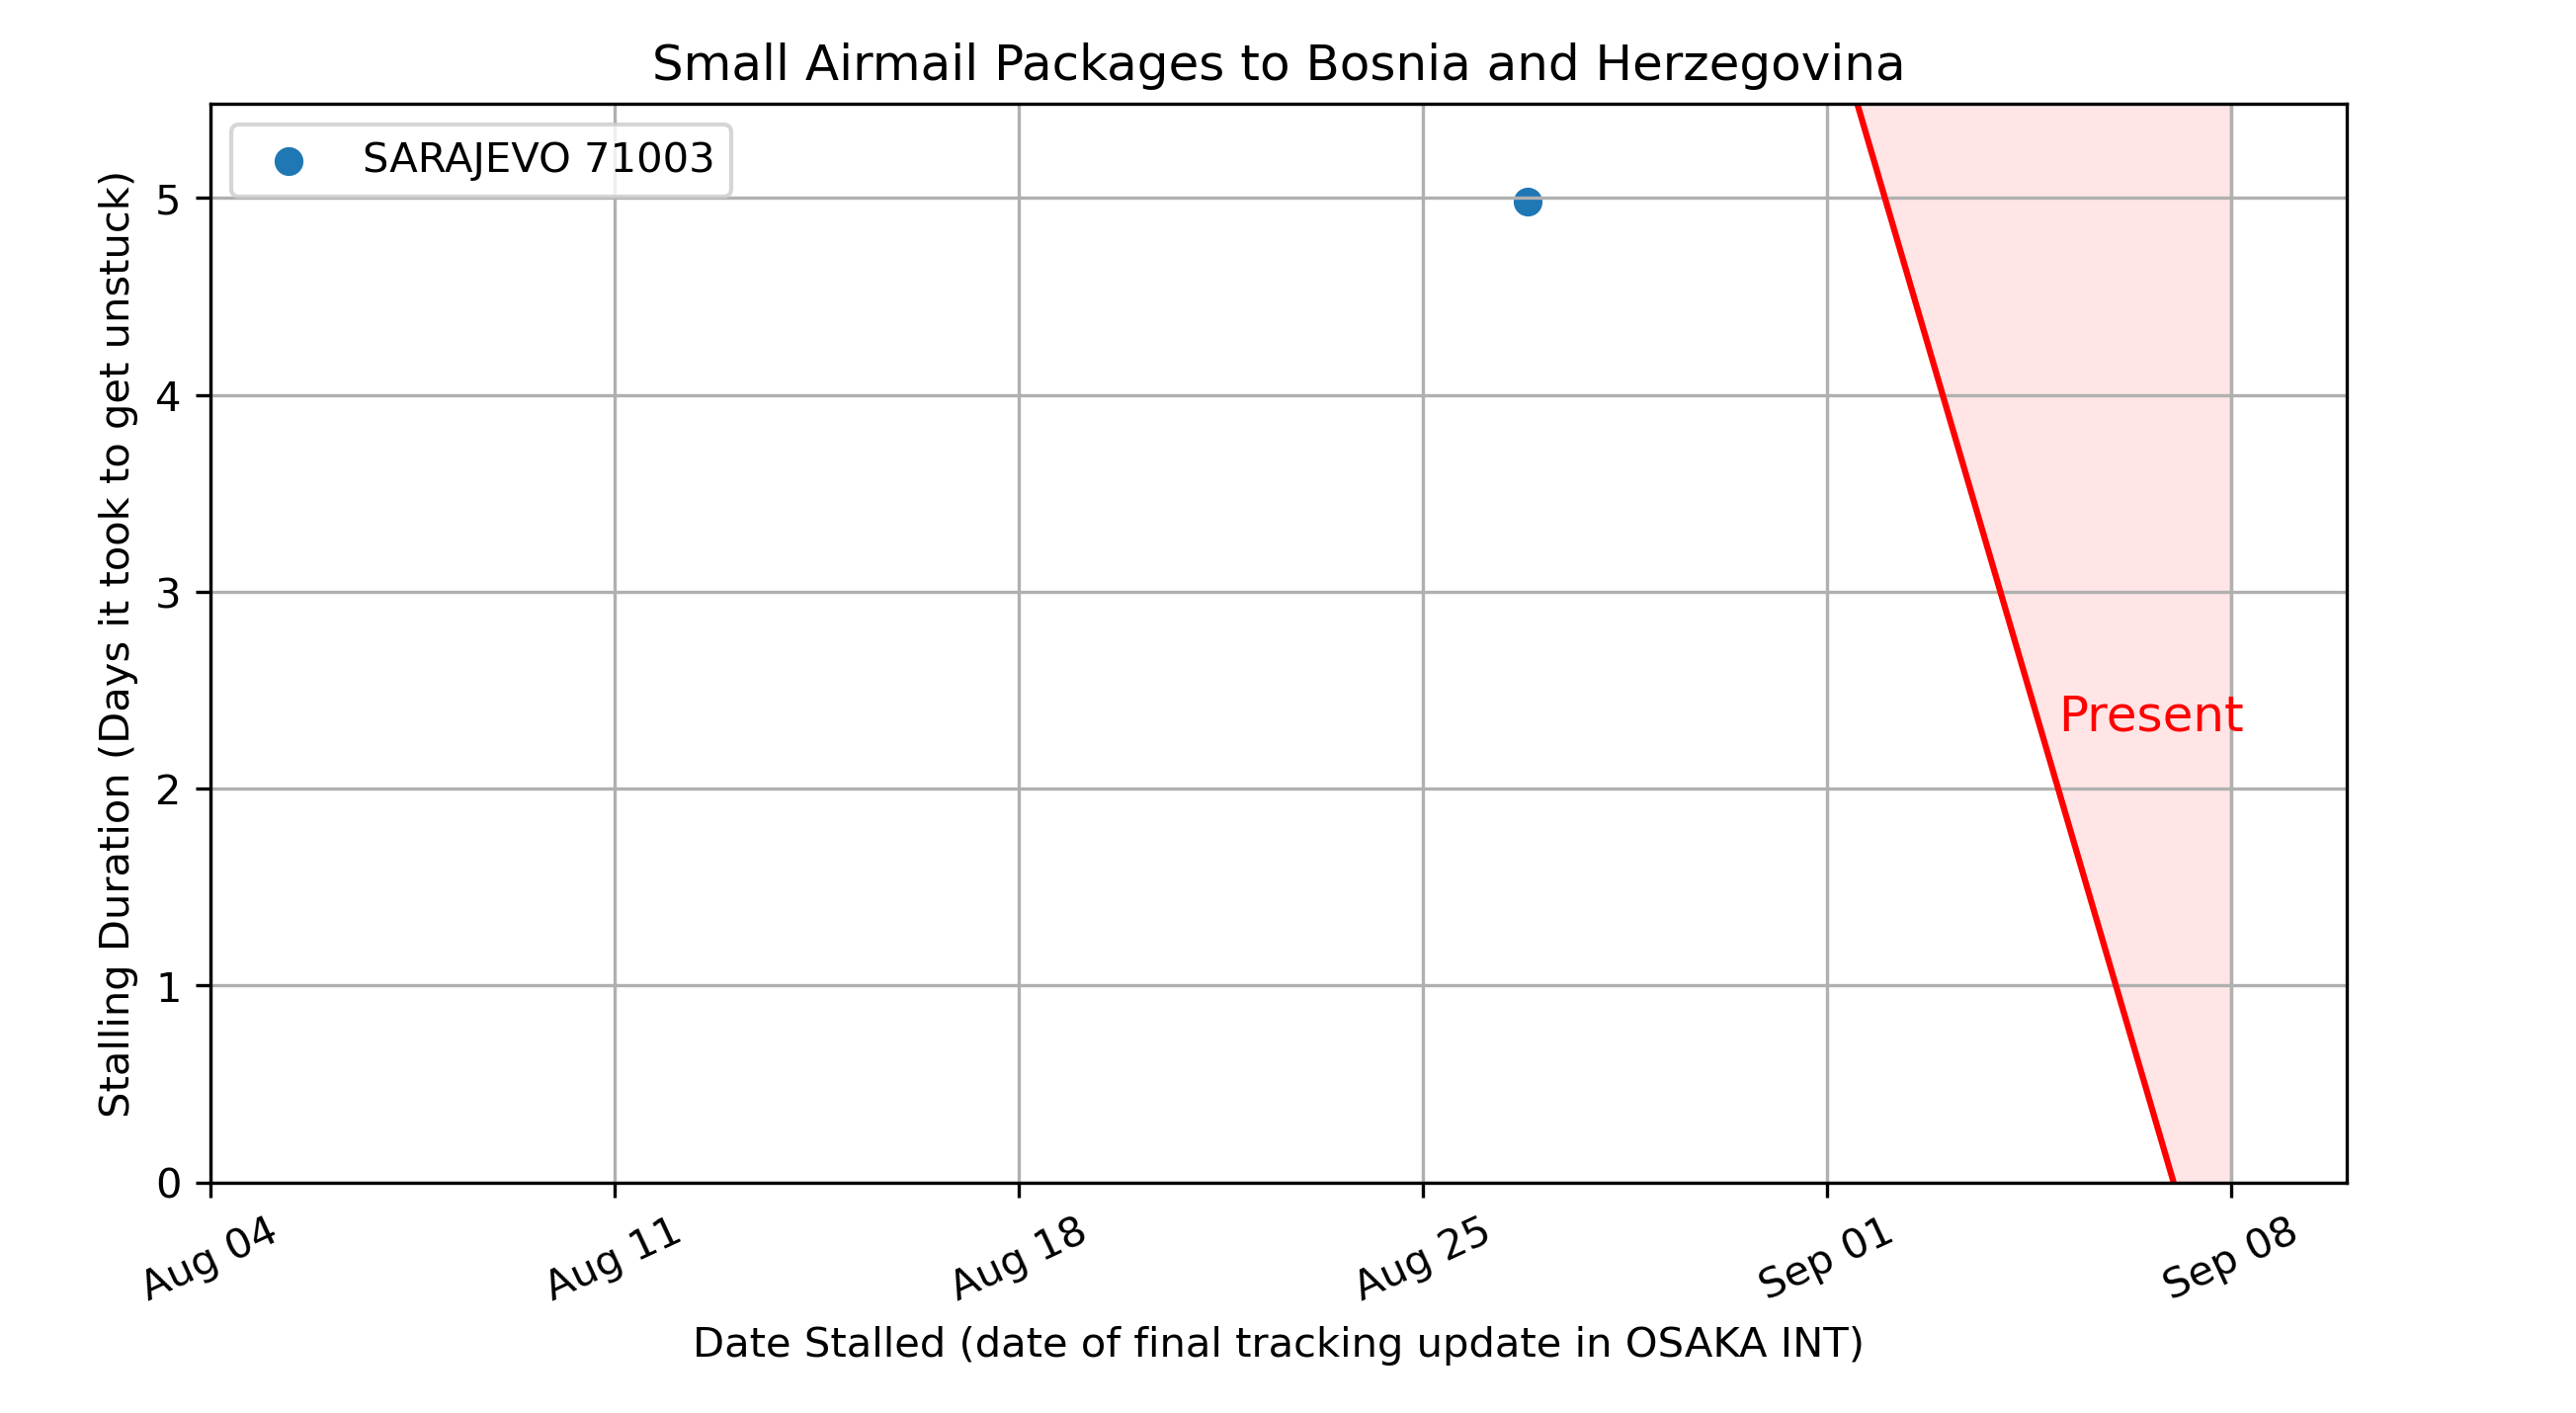 Small Airmail Packages to Bosnia and Herzegovina
SARAJEVO 71003
Stalling Duration (Days it took to get unstuck)
5
4
3
2
1
0
Present
Aug 04
Aug 11
Aug 18
Aug 25
Sep 01
Sep 08
Date Stalled (date of final tracking update in OSAKA INT)